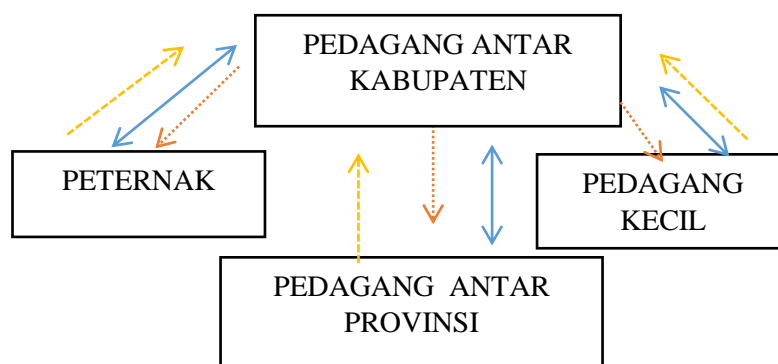 PEDAGANG ANTAR
KABUPATEN
PETERNAK
PEDAGANG
KECIL
PEDAGANG ANTAR
PROVINSI